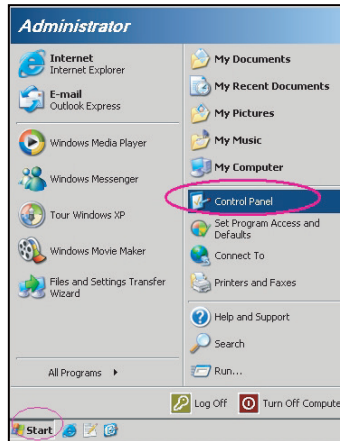 Administrator
Internet
Internet Explorer
E-mail
Outlook Express
Windows Media Player
Windows Messenger
Tour Windows XP
Windows Movie Maker
Files and Settings Transfer
Wizard
All Programs
My Documents
My Recent Documents
My Pictures
My Music
My Computer
Control Panel
Set Program Access and
Defaults
Connect To
Printers and Faxes
Help and Support
Search
Run...
Log Off
Turn Off Compute
Start